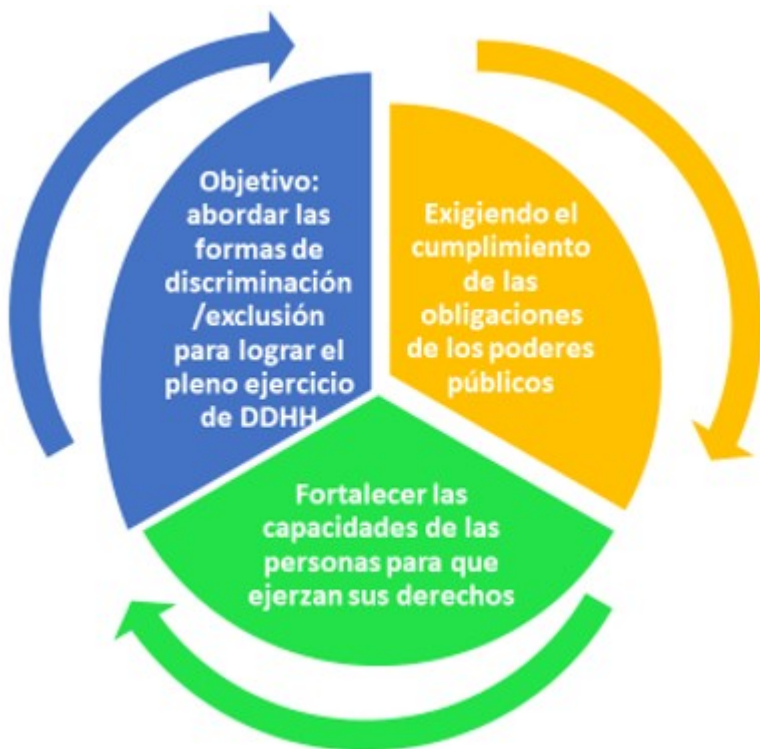 Objetivo:
abordar las
formas de
discriminación
/exclusión
para lograr el
pleno ejercicio
de DDHH
Exigiendo el
cumplimiento
de las
obligaciones
de los poderes
públicos
Fortalecer las
capacidades de las
personas para que
ejerzan sus derechos